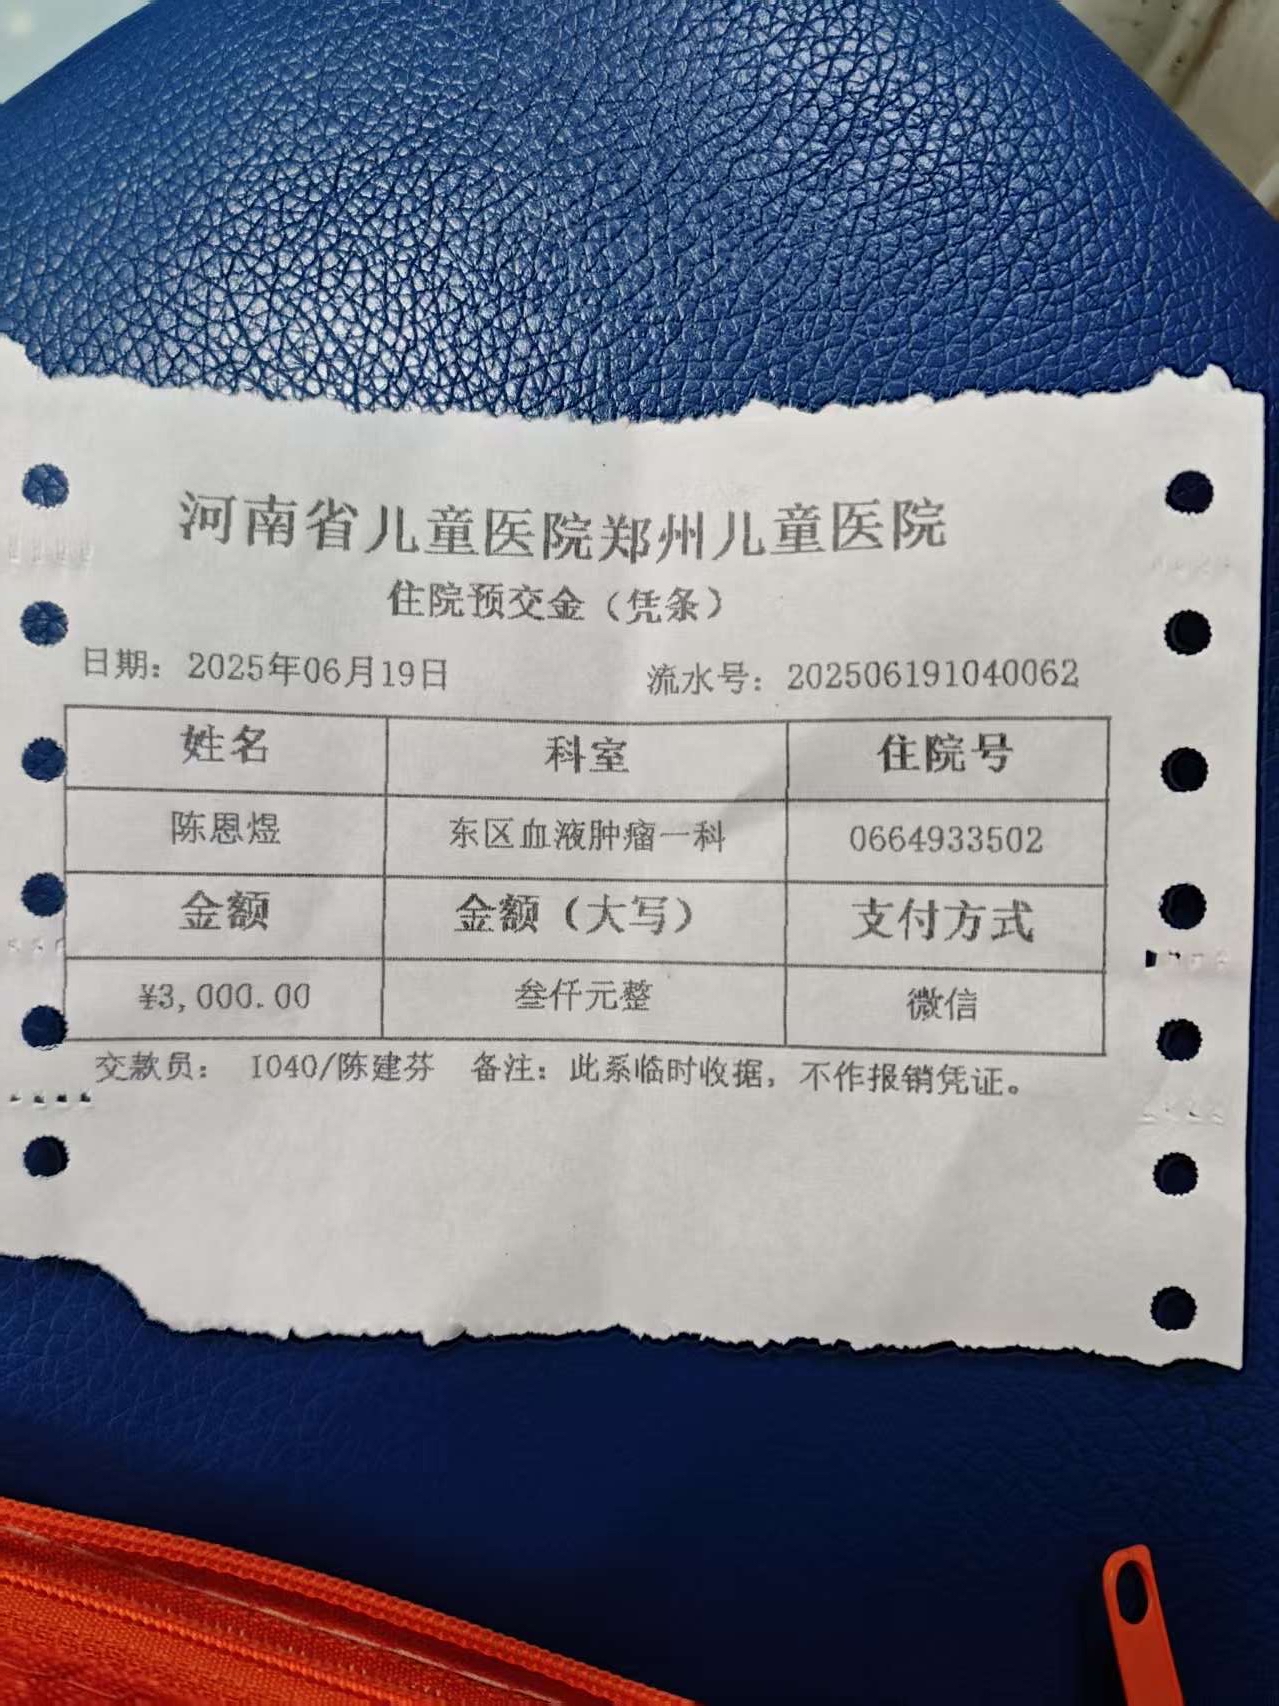 河南省儿童医院郑州儿童医院
住院预交金（凭条）
日期：2025年06月19日 流水号：202506191040062
姓名 科室 住院号
陈恩煜 东区血液肿瘤一科 0664933502
金额 金额（大写） 支付方式
¥3,000.00 叁仟元整 微信
交款员： I040/陈建芬 备注：此系临时收据，不作报销凭证。